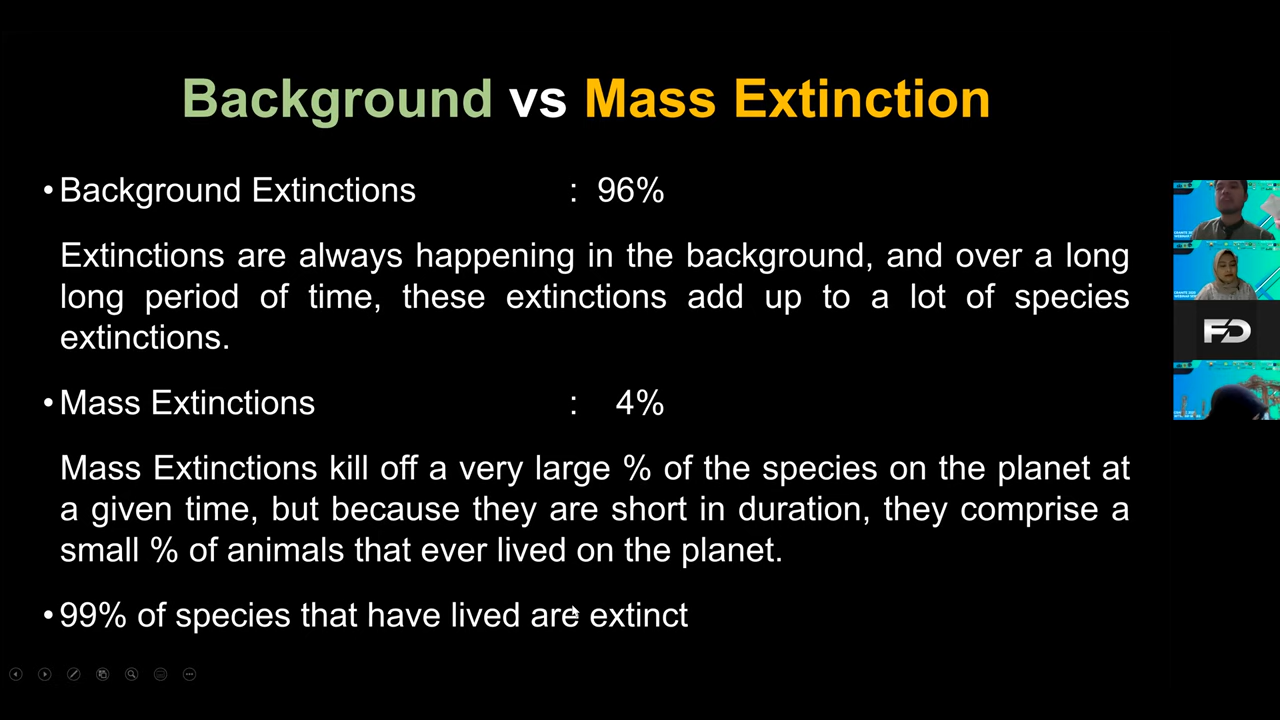 Background vs Mass Extinction
• Background Extinctions : 96%
Extinctions are always happening in the background, and over a long
long period of time, these extinctions add up to a lot of species
extinctions.
• Mass Extinctions : 4%
Mass Extinctions kill off a very large % of the species on the planet at
a given time, but because they are short in duration, they comprise a
small % of animals that ever lived on the planet.
• 99% of species that have lived are extinct
FD